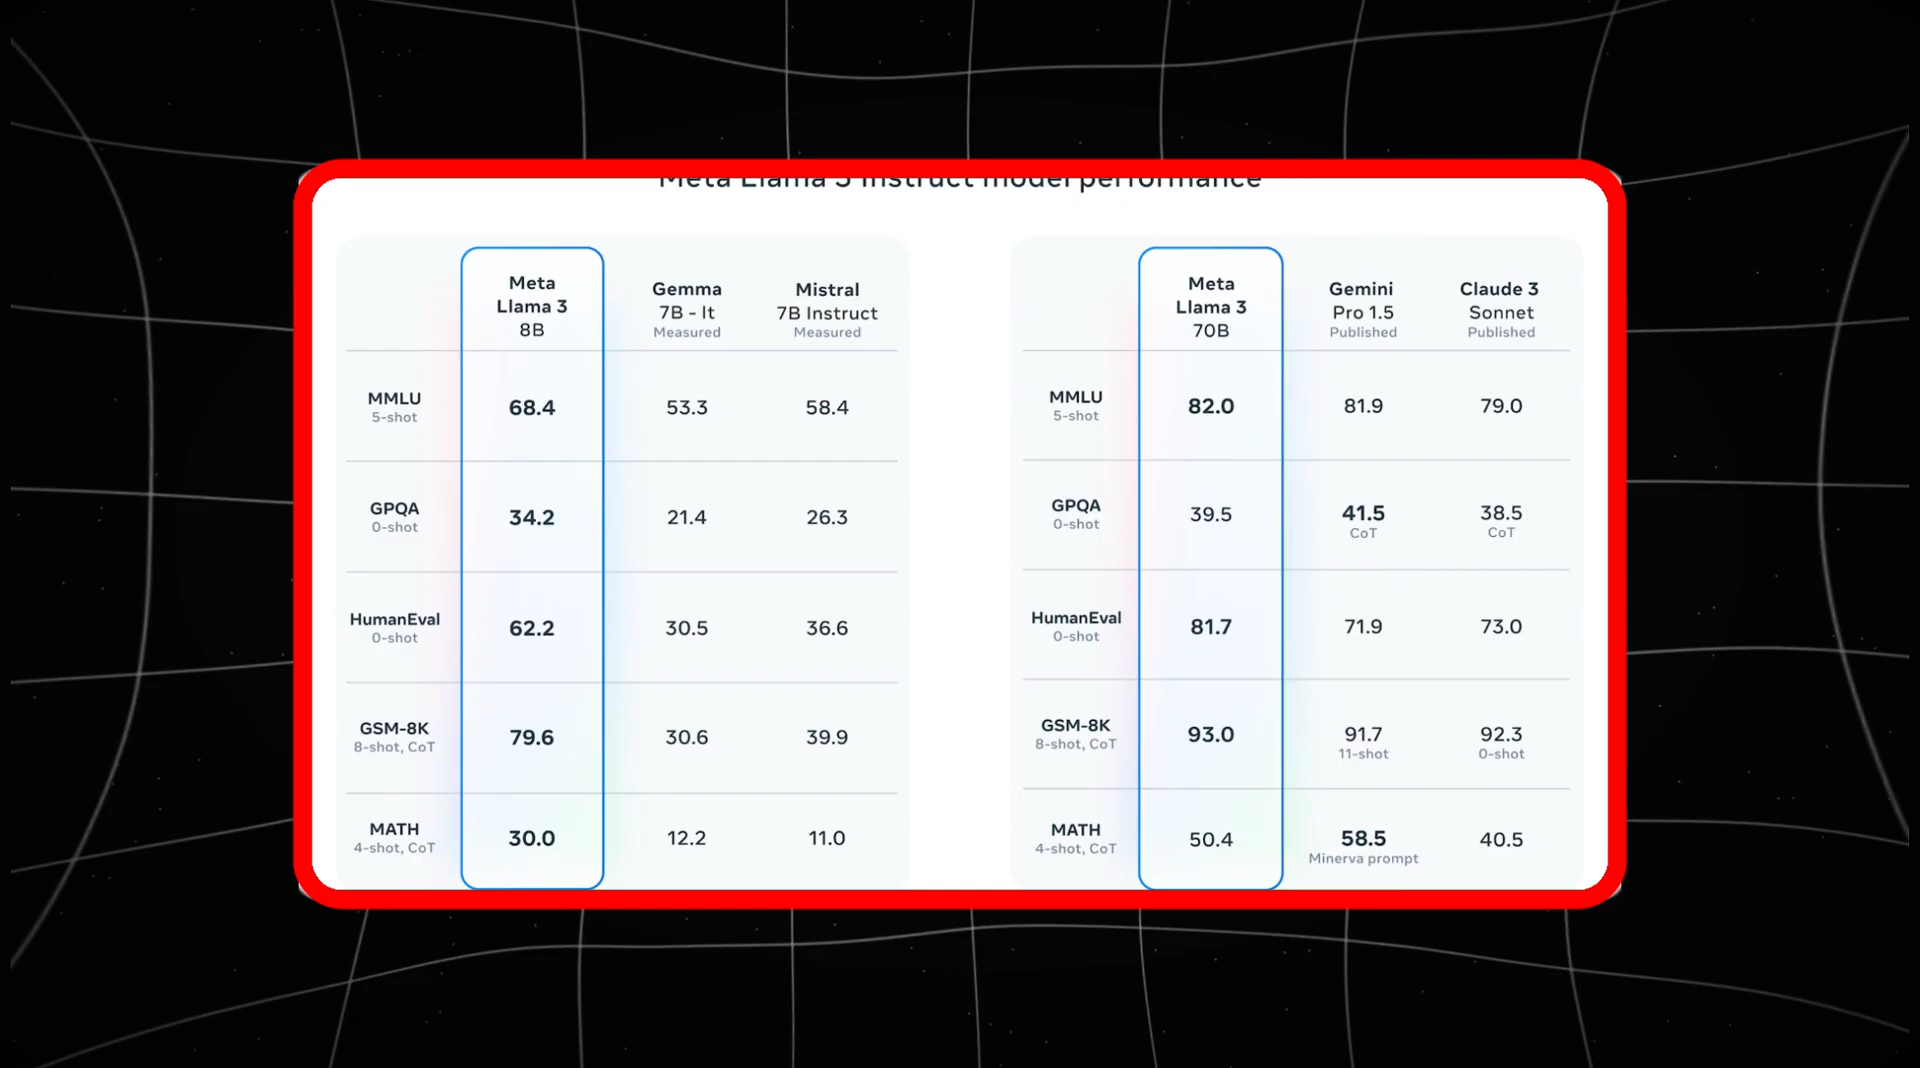 Meta Llama 3 Instruct model performance
Meta
Llama 3
8B
Gemma
7B - It
Measured
Mistral
7B Instruct
Measured
MMLU
5-shot
68.4
53.3
58.4
GPQA
0-shot
34.2
21.4
26.3
HumanEval
0-shot
62.2
30.5
36.6
GSM-8K
8-shot, CoT
79.6
30.6
39.9
MATH
4-shot, CoT
30.0
12.2
11.0
Meta
Llama 3
70B
Gemini
Pro 1.5
Published
Claude 3
Sonnet
Published
MMLU
5-shot
82.0
81.9
79.0
GPQA
0-shot
39.5
41.5
CoT
38.5
CoT
HumanEval
0-shot
81.7
71.9
73.0
GSM-8K
8-shot, CoT
93.0
91.7
11-shot
92.3
0-shot
MATH
4-shot, CoT
50.4
58.5
Minerva prompt
40.5